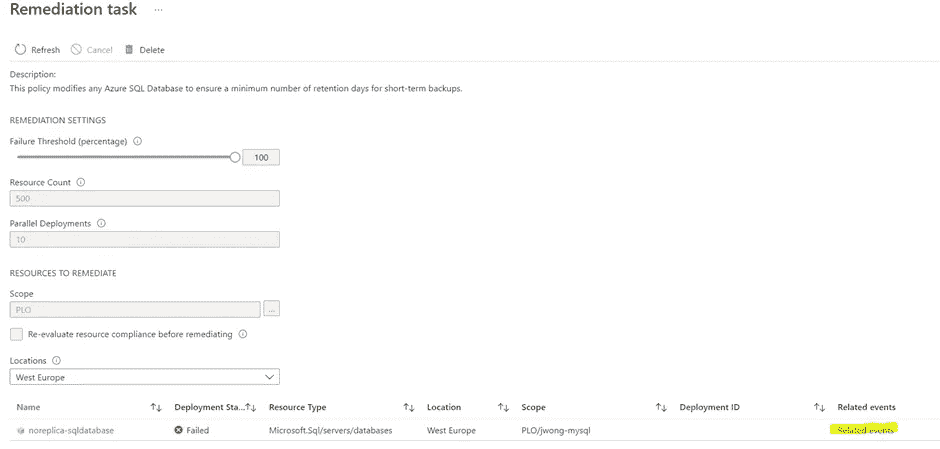 Remediation task ...
Refresh Cancel Delete
Description:
This policy modifies any Azure SQL Database to ensure a minimum number of retention days for short-term backups.
REMEDIATION SETTINGS
Failure Threshold (percentage)
100
Resource Count
500
Parallel Deployments
10
RESOURCES TO REMEDIATE
Scope
PLO ...
Re-evaluate resource compliance before remediating
Locations
West Europe
Name Deployment Sta... Resource Type Location Scope Deployment ID Related events
noreplica-sqldatabase Failed Microsoft.Sql/servers/databases West Europe PLO/jwong-mysql Related events